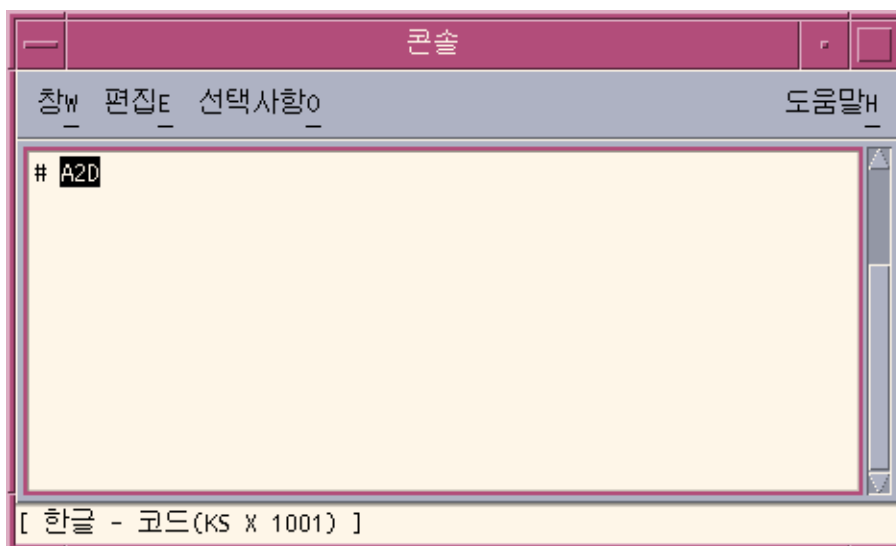 콘솔
창W 편집E 선택사항O 도움말H
# A2D
[ 한글 - 코드(KS X 1001) ]